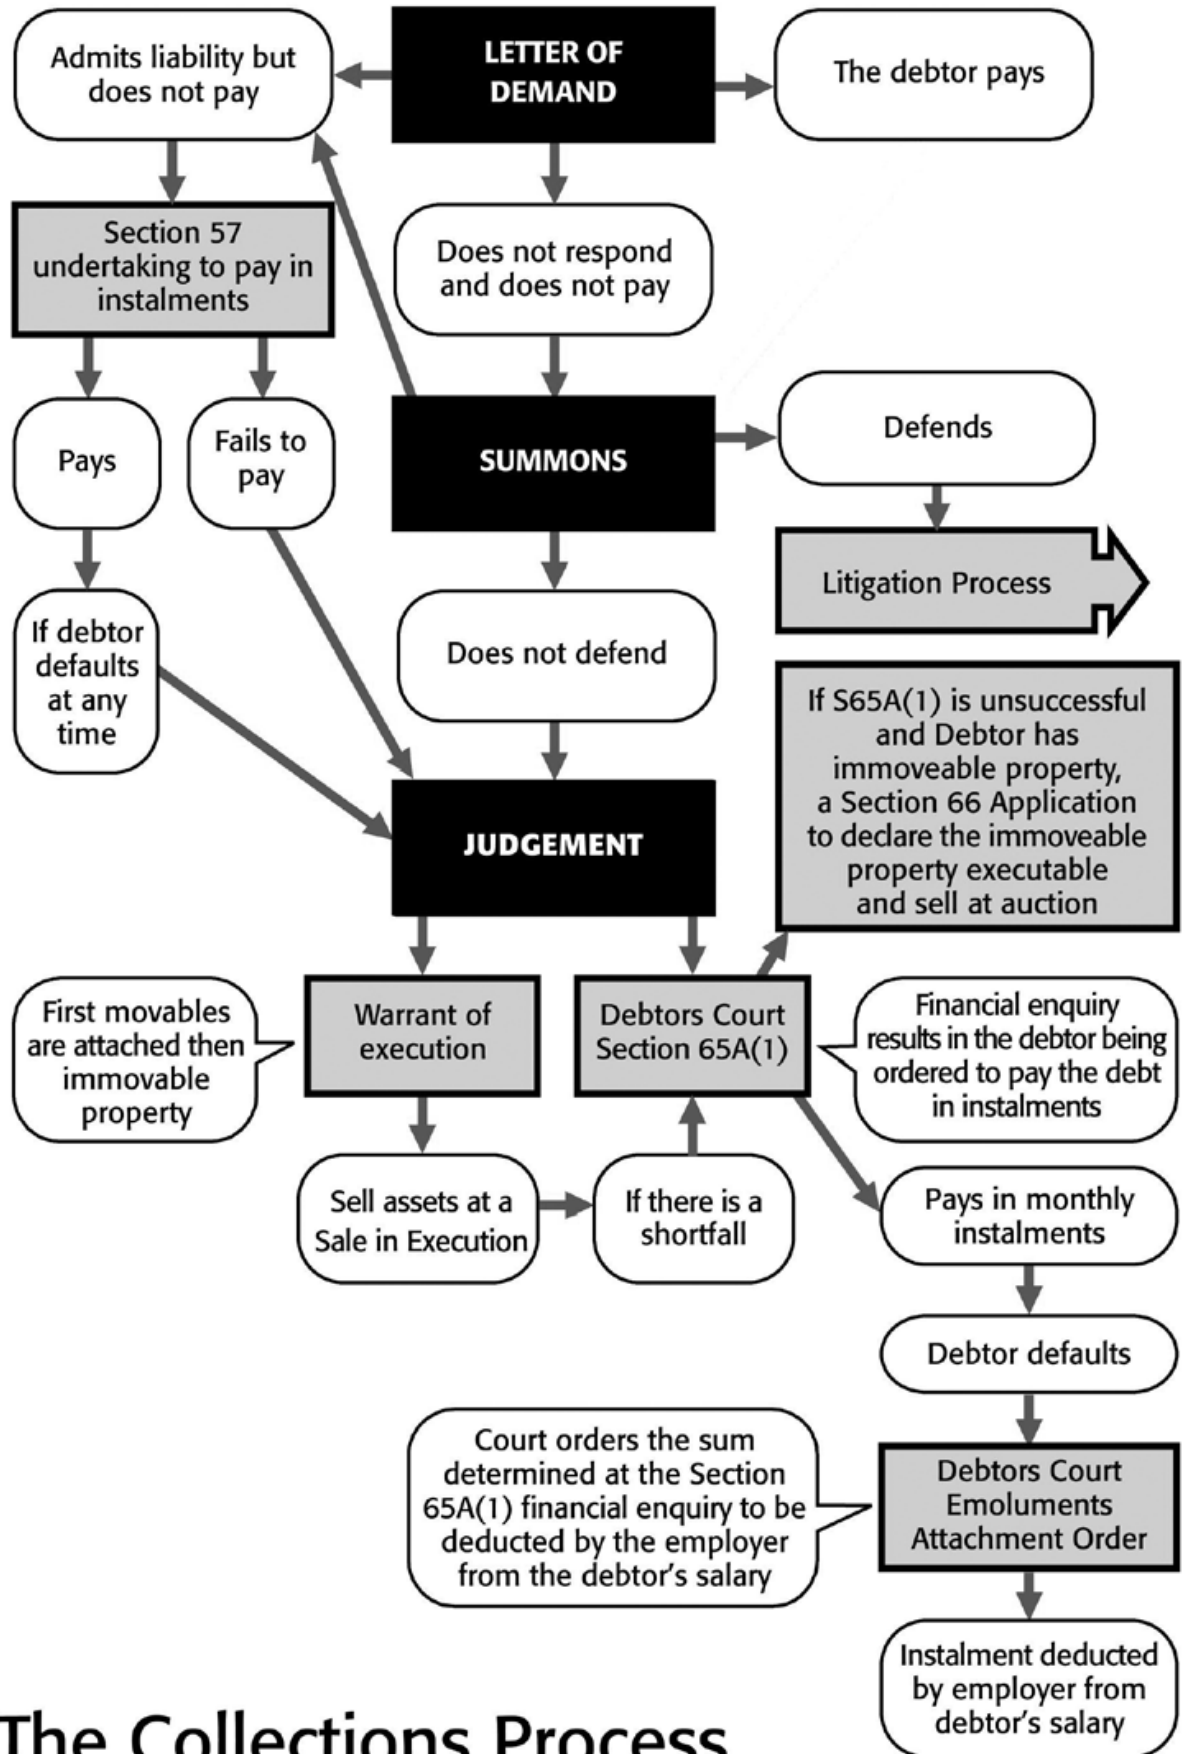 Admits liability but
does not pay
LETTER OF
DEMAND
The debtor pays
Section 57
undertaking to pay in
instalments
Does not respond
and does not pay
Pays
Fails to
pay
SUMMONS
Defends
Litigation Process
If debtor
defaults
at any
time
Does not defend
If S65A(1) is unsuccessful
and Debtor has
immoveable property,
a Section 66 Application
to declare the immoveable
property executable
and sell at auction
JUDGEMENT
First movables
are attached then
immovable
property
Warrant of
execution
Debtors Court
Section 65A(1)
Financial enquiry
results in the debtor being
ordered to pay the debt
in instalments
Sell assets at a
Sale in Execution
If there is a
shortfall
Pays in monthly
instalments
Debtor defaults
Court orders the sum
determined at the Section
65A(1) financial enquiry to be
deducted by the employer
from the debtor's salary
Debtors Court
Emoluments
Attachment Order
Instalment deducted
by employer from
debtor's salary
The Collections Process